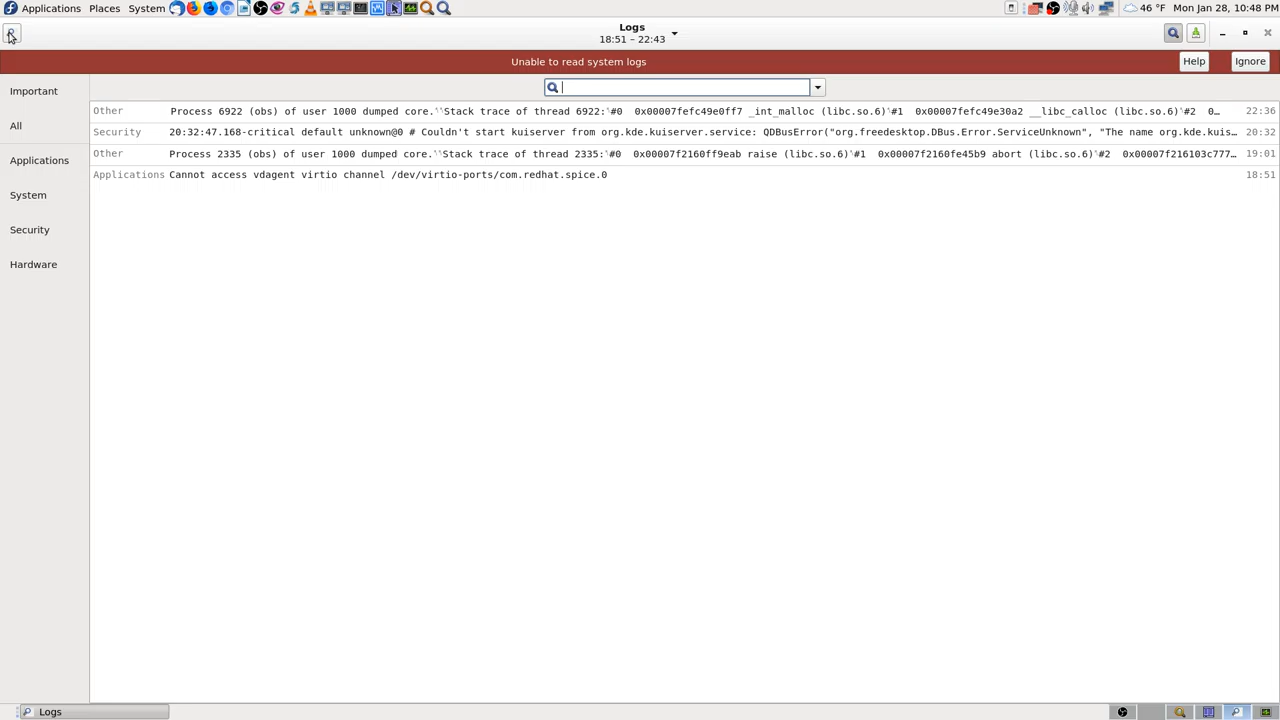 Applications Places System 46 °F Mon Jan 28, 10:48 PM
Logs
18:51 – 22:43
Unable to read system logs Help Ignore
Important
All
Applications
System
Security
Hardware
Other Process 6922 (obs) of user 1000 dumped core.``Stack trace of thread 6922:`#0 0x00007fefc49e0ff7 _int_malloc (libc.so.6)`#1 0x00007fefc49e30a2 __libc_calloc (libc.so.6)`#2 0… 22:36
Security 20:32:47.168-critical default unknown@0 # Couldn't start kuiserver from org.kde.kuiserver.service: QDBusError("org.freedesktop.DBus.Error.ServiceUnknown", "The name org.kde.kuis… 20:32
Other Process 2335 (obs) of user 1000 dumped core.``Stack trace of thread 2335:`#0 0x00007f2160ff9eab raise (libc.so.6)`#1 0x00007f2160fe45b9 abort (libc.so.6)`#2 0x00007f216103c777… 19:01
Applications Cannot access vdagent virtio channel /dev/virtio-ports/com.redhat.spice.0 18:51
Logs